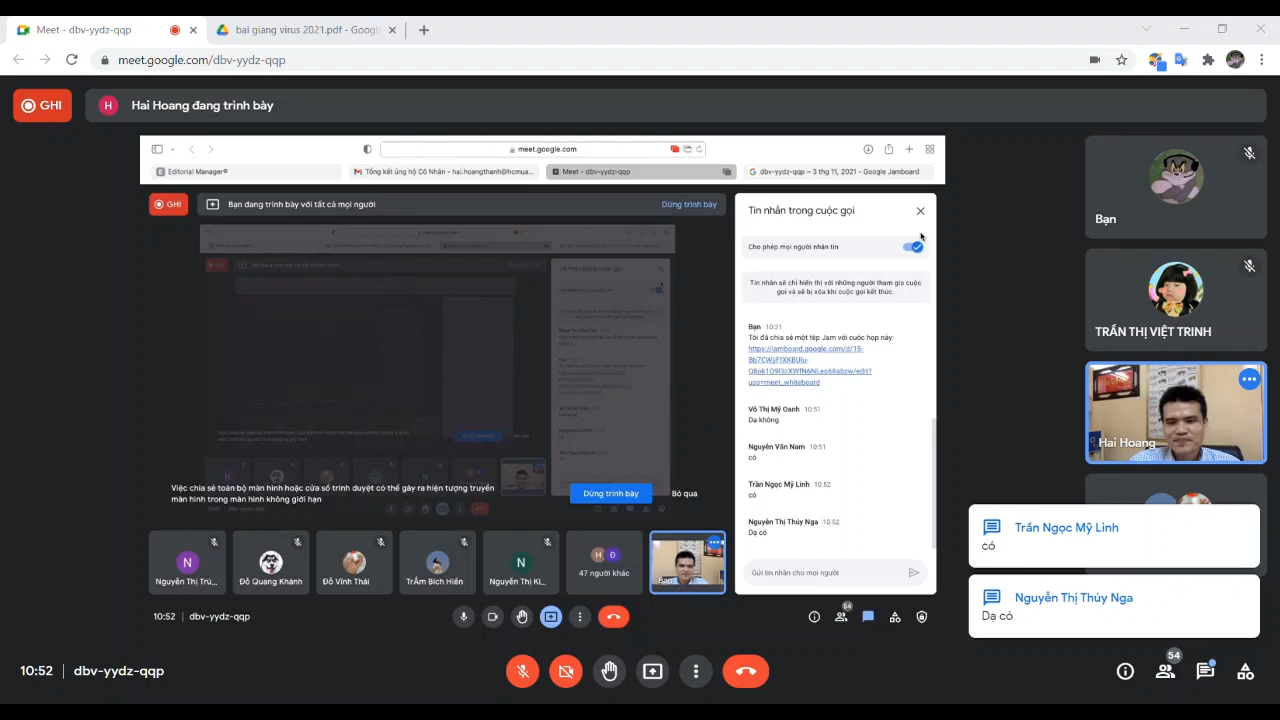 Meet - dbv-yydz-qqp
bai giang virus 2021.pdf - Googl
meet.google.com/dbv-yydz-qqp
GHI
H
Hai Hoang đang trình bày
meet.google.com
Editorial Manager®
Tổng kết ủng hộ Cô Nhân - hai.hoangthanh@hcmua...
Meet - dbv-yydz-qqp
dbv-yydz-qqp – 3 thg 11, 2021 - Google Jamboard
GHI
Bạn đang trình bày với tất cả mọi người
Dừng trình bày
Tin nhắn trong cuộc gọi
Cho phép mọi người nhắn tin
Tin nhắn sẽ chỉ hiển thị với những người tham gia cuộc
gọi và sẽ bị xóa khi cuộc gọi kết thúc.
Bạn 10:21
Tôi đã chia sẻ một tệp Jam với cuộc họp này:
https://jamboard.google.com/d/15-
usp=meet_whiteboard
Võ Thị Mỹ Oanh 10:51
Dạ không
Nguyễn Văn Nam 10:51
có
Trần Ngọc Mỹ Linh 10:52
có
Nguyễn Thị Thúy Nga 10:52
Dạ có
Gửi tin nhắn cho mọi người
Việc chia sẻ toàn bộ màn hình hoặc cửa sổ trình duyệt có thể gây ra hiện tượng truyền
màn hình trong màn hình không giới hạn
Dừng trình bày
Bỏ qua
N
Nguyễn Thị Trú...
Đỗ Quang Khánh
Đỗ Vĩnh Thái
Trầm Bích Hiền
N
Nguyễn Thị Ki...
H Đ
47 người khác
10:52
dbv-yydz-qqp
54
Bạn
TRẦN THỊ VIỆT TRINH
Hai Hoang
Trần Ngọc Mỹ Linh
có
Nguyễn Thị Thúy Nga
Dạ có
10:52 | dbv-yydz-qqp
54